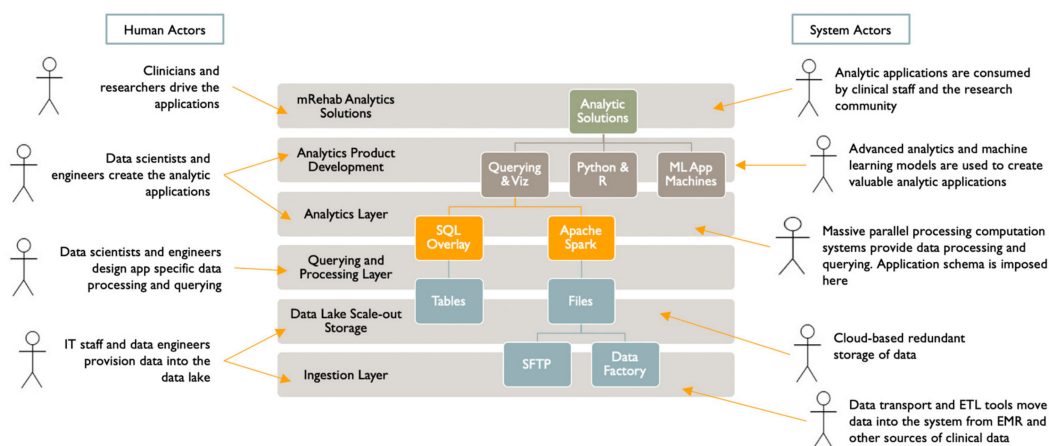 Human Actors
System Actors
Clinicians and
researchers drive the
applications
Data scientists and
engineers create the analytic
applications
Data scientists and engineers
design app specific data
processing and querying
IT staff and data engineers
provision data into the
data lake
mRehab Analytics
Solutions
Analytics Product
Development
Analytics Layer
Querying and
Processing Layer
Data Lake Scale-out
Storage
Ingestion Layer
Analytic
Solutions
Querying
& Viz
Python &
R
ML App
Machines
SQL
Overlay
Apache
Spark
Tables
Files
SFTP
Data
Factory
Analytic applications are consumed
by clinical staff and the research
community
Advanced analytics and machine
learning models are used to create
valuable analytic applications
Massive parallel processing computation
systems provide data processing and
querying. Application schema is imposed
here
Cloud-based redundant
storage of data
Data transport and ETL tools move
data into the system from EMR and
other sources of clinical data